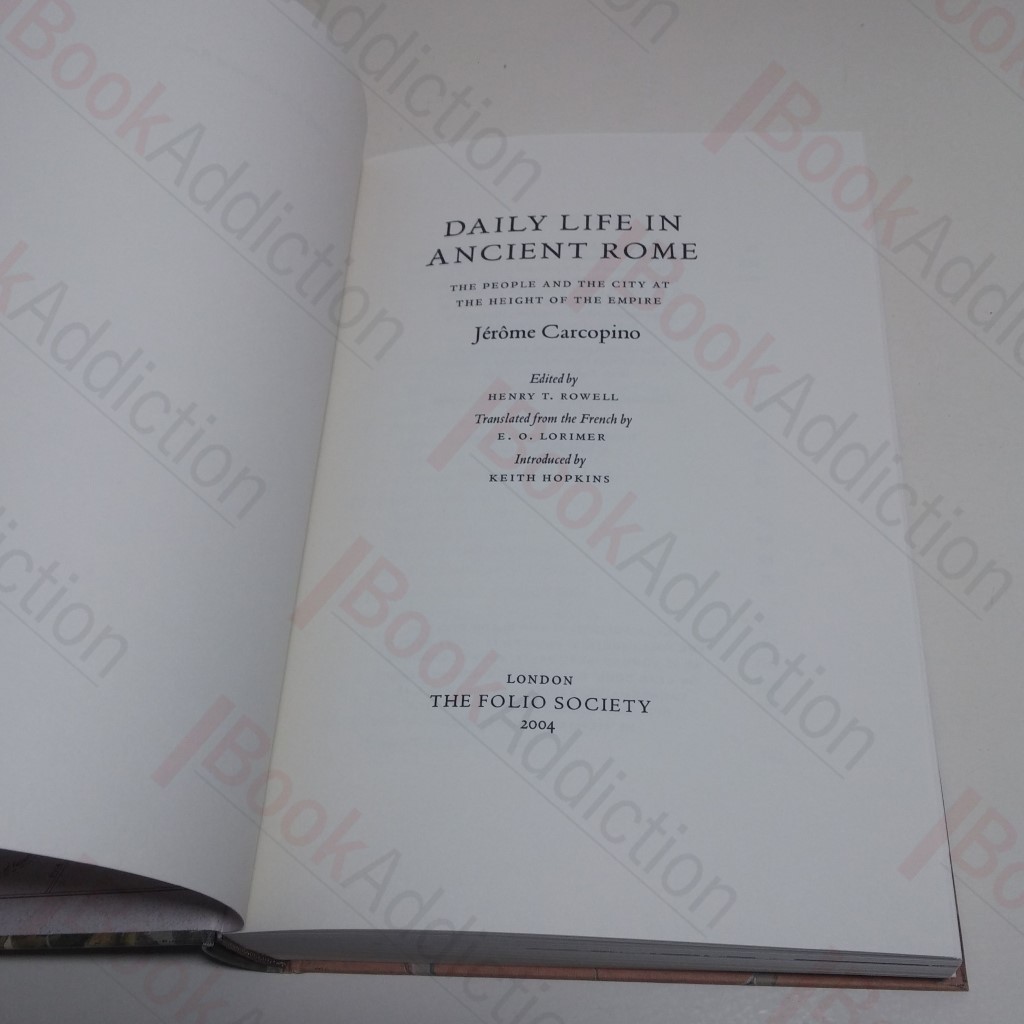 DAILY LIFE IN
ANCIENT ROME
THE PEOPLE AND THE CITY AT
THE HEIGHT OF THE EMPIRE
Jérôme Carcopino
Edited by
HENRY T. ROWELL
Translated from the French by
E. O. LORIMER
Introduced by
KEITH HOPKINS
LONDON
THE FOLIO SOCIETY
2004
BookAddiction